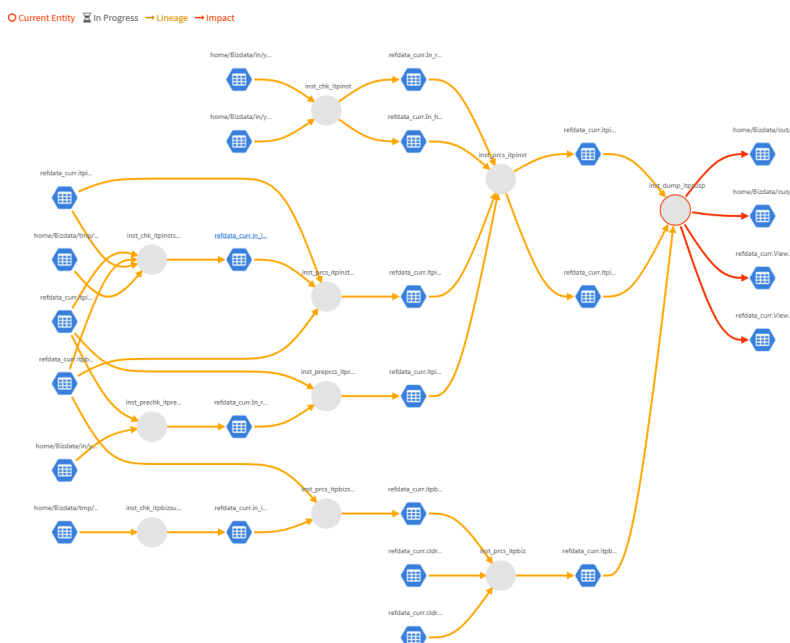 Current Entity In Progress Lineage Impact
home/Bizdata/in/y...
refdata_curr.In_r...
inst_chk_itpinst
home/Bizdata/in/y...
refdata_curr.In_h...
refdata_curr.itpi...
home/Bizdata/out/
inst_prcs_itpinst
refdata_curr.itpi...
inst_dump_itpinsp
home/Bizdata/out/
home/Bizdata/tmp/...
inst_chk_itpinsts...
refdata_curr.in_i...
refdata_curr.View.
inst_prcs_itpinst...
refdata_curr.itpi...
refdata_curr.itpi...
refdata_curr.itpi...
refdata_curr.View.
refdata_curr.itpb...
inst_preprcs_itpr...
refdata_curr.itpi...
inst_prechk_itpre...
refdata_curr.In_r...
home/Bizdata/in/y...
inst_prcs_itpbizs...
refdata_curr.itpb...
home/Bizdata/tmp/...
inst_chk_itpbizsu...
refdata_curr.in_i...
refdata_curr.cldr...
inst_prcs_itpbiz
refdata_curr.itpb...
refdata_curr.cldr...